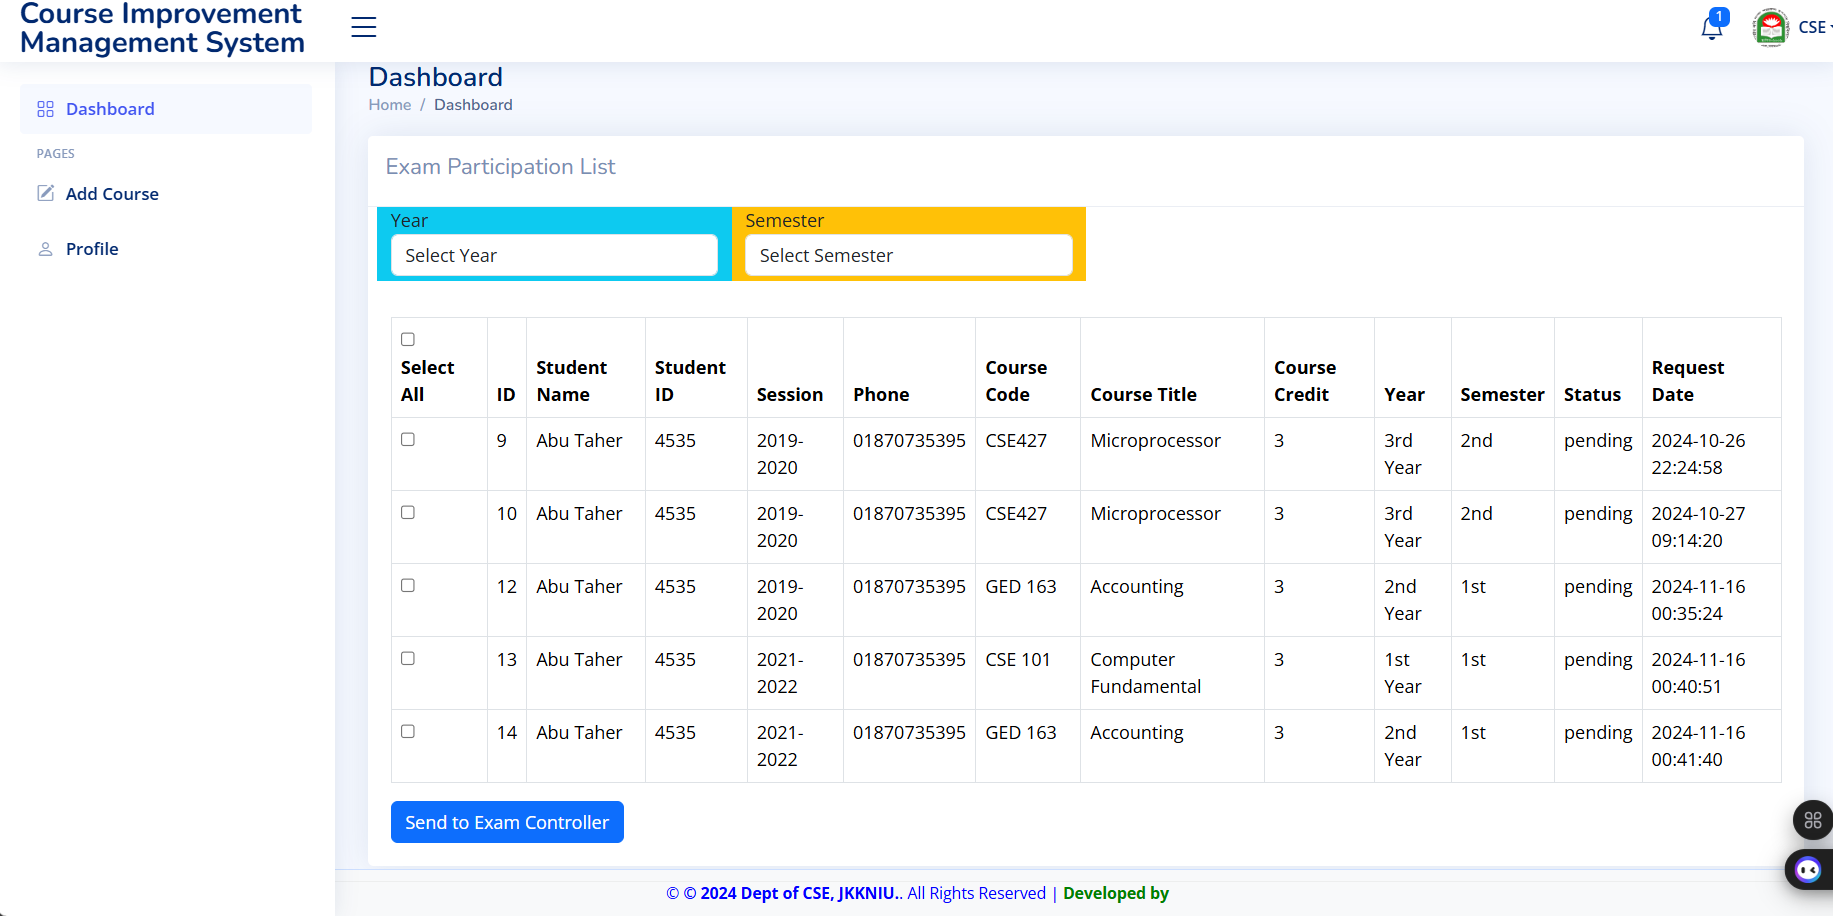 Course Improvement
Management System
1
CSE
Dashboard
PAGES
Add Course
Profile
Dashboard
Home / Dashboard
Exam Participation List
Year
Select Year
Semester
Select Semester
Select All ID Student Name Student ID Session Phone Course Code Course Title Course Credit Year Semester Status Request Date
9 Abu Taher 4535 2019-2020 01870735395 CSE427 Microprocessor 3 3rd Year 2nd pending 2024-10-26 22:24:58
10 Abu Taher 4535 2019-2020 01870735395 CSE427 Microprocessor 3 3rd Year 2nd pending 2024-10-27 09:14:20
12 Abu Taher 4535 2019-2020 01870735395 GED 163 Accounting 3 2nd Year 1st pending 2024-11-16 00:35:24
13 Abu Taher 4535 2021-2022 01870735395 CSE 101 Computer Fundamental 3 1st Year 1st pending 2024-11-16 00:40:51
14 Abu Taher 4535 2021-2022 01870735395 GED 163 Accounting 3 2nd Year 1st pending 2024-11-16 00:41:40
Send to Exam Controller
© © 2024 Dept of CSE, JKKNIU.. All Rights Reserved | Developed by